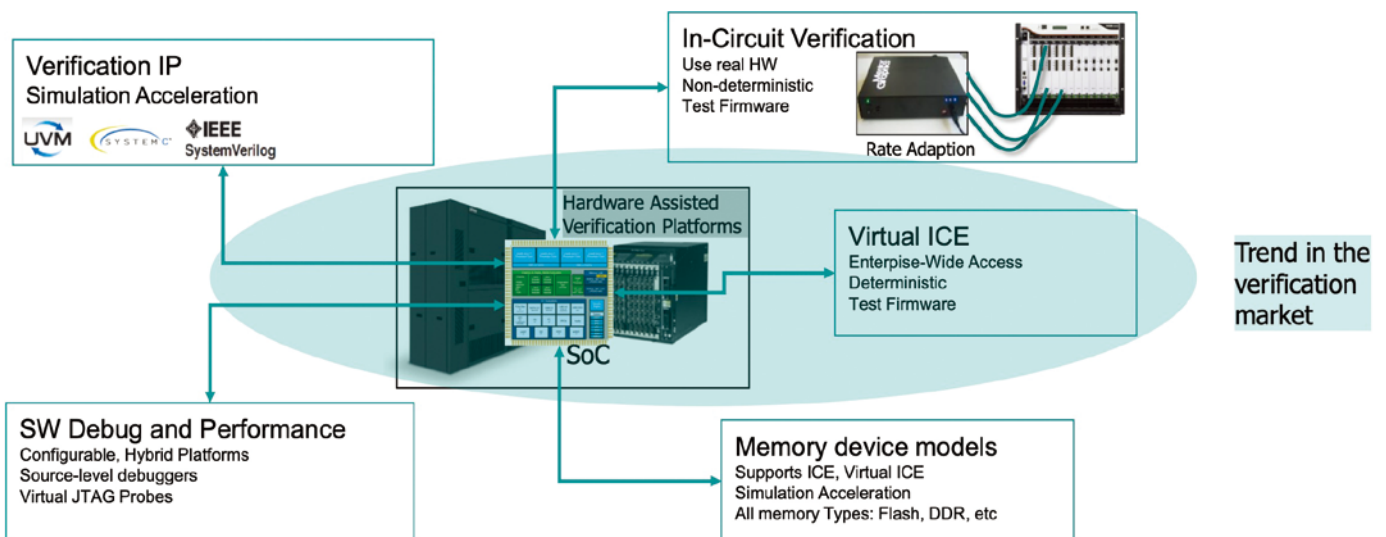 Verification IP
Simulation Acceleration
UVM
SYSTEM C
IEEE
SystemVerilog
In-Circuit Verification
Use real HW
Non-deterministic
Test Firmware
Mentor
Graphics
Rate Adaption
Hardware Assisted
Verification Platforms
SoC
Virtual ICE
Enterpise-Wide Access
Deterministic
Test Firmware
Trend in the
verification
market
SW Debug and Performance
Configurable, Hybrid Platforms
Source-level debuggers
Virtual JTAG Probes
Memory device models
Supports ICE, Virtual ICE
Simulation Acceleration
All memory Types: Flash, DDR, etc